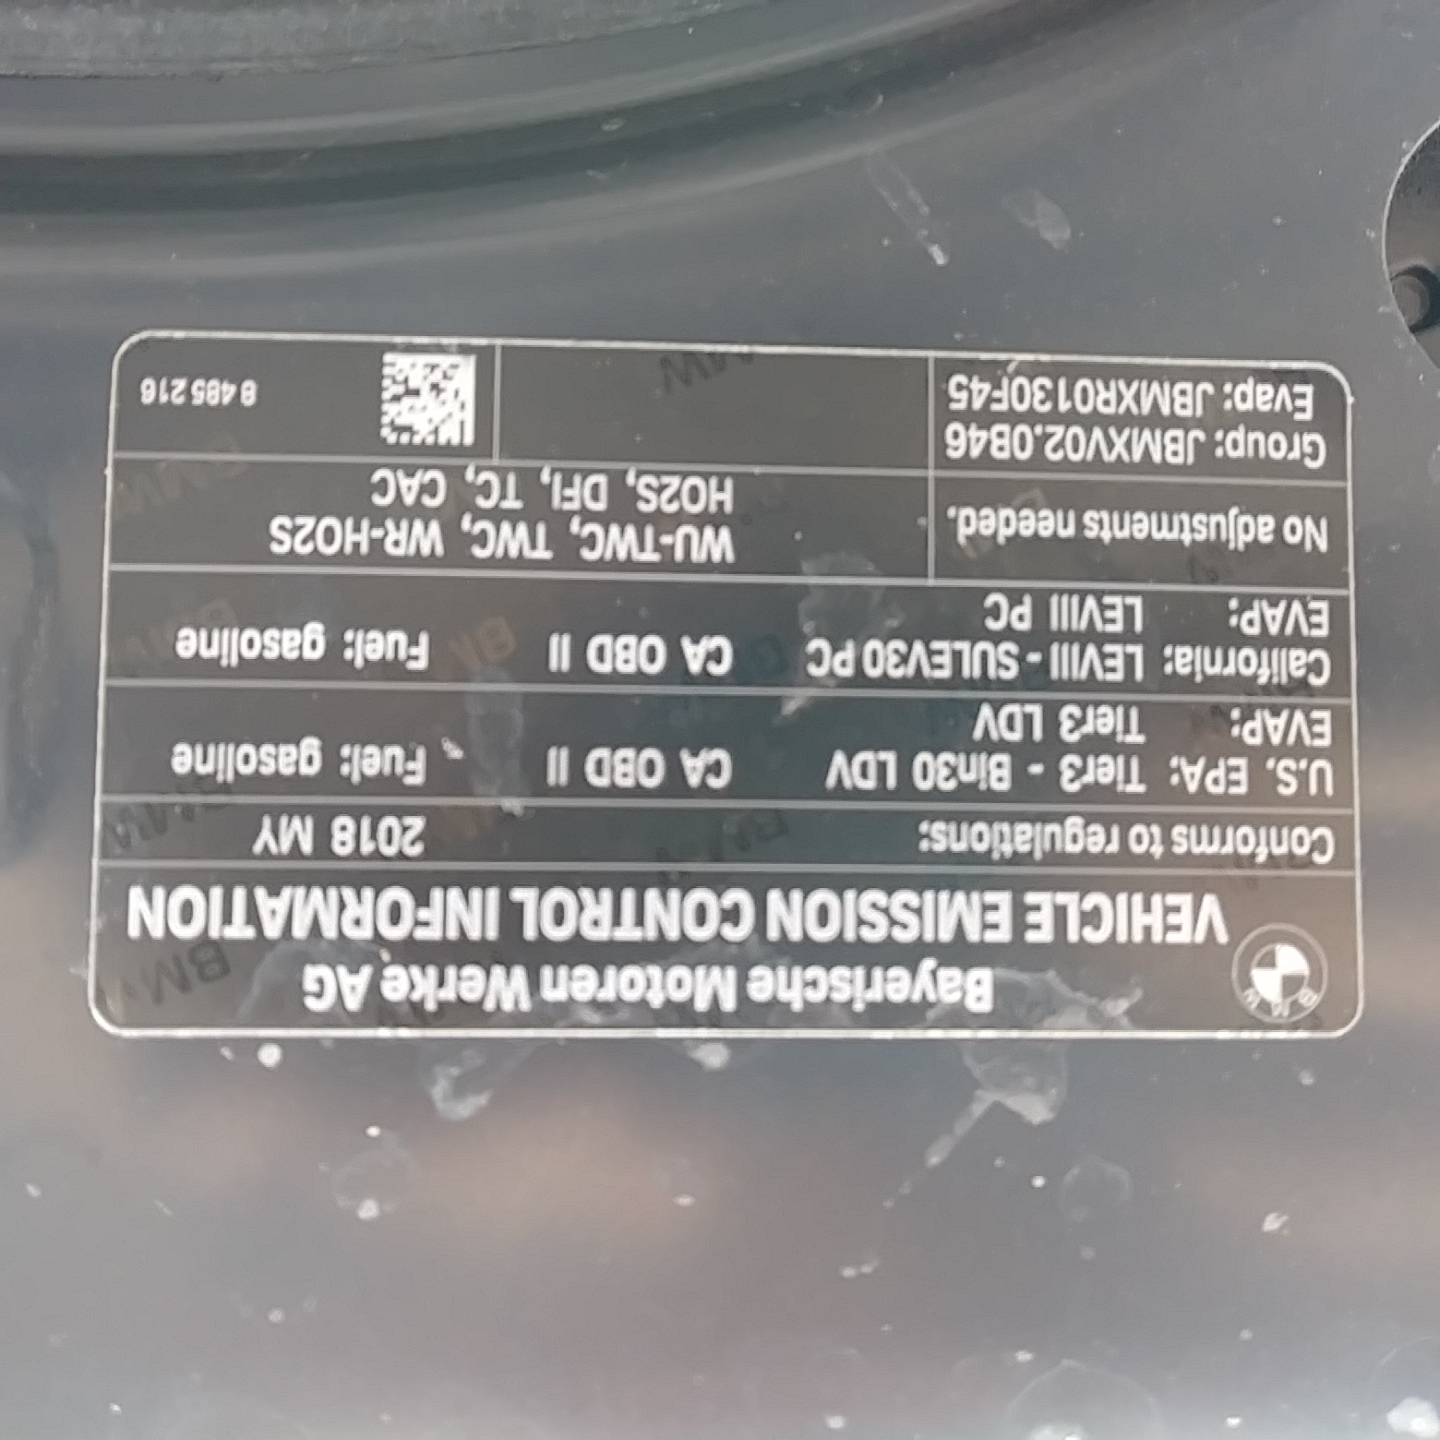 Bayerische Motoren Werke AG
VEHICLE EMISSION CONTROL INFORMATION
Conforms to regulations: 2018 MY
U.S. EPA: Tier3 - Bin30 LDV CA OBD II Fuel: gasoline
EVAP: Tier3 LDV
California: LEVIII - SULEV30 PC CA OBD II Fuel: gasoline
EVAP: LEVIII PC
No adjustments needed.
WU-TWC, TWC, WR-HO2S
HO2S, DFI, TC, CAC
Group: JBMXV02.0B46
Evap: JBMXR0130F45
8 485 216